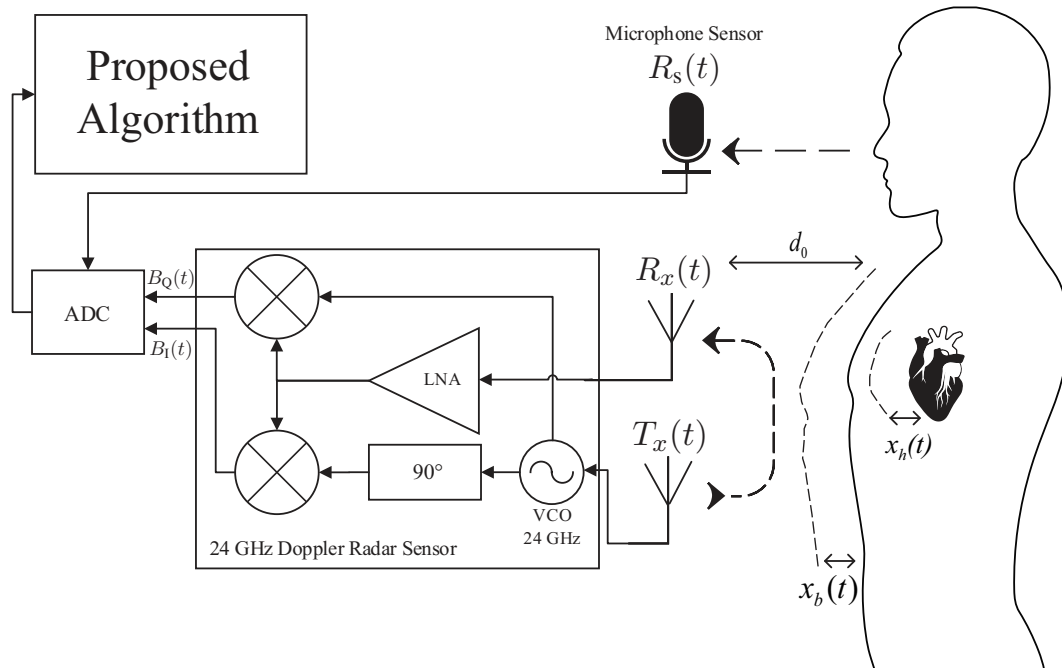 Proposed
Algorithm
Microphone Sensor
R_s(t)
d_0
B_Q(t)
R_x(t)
ADC
B_I(t)
LNA
x_h(t)
T_x(t)
90°
VCO
24 GHz
24 GHz Doppler Radar Sensor
x_b(t)